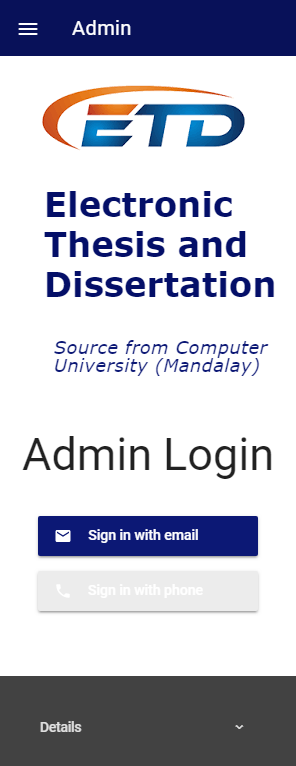 Admin
ETD
Electronic
Thesis and
Dissertation
Source from Computer
University (Mandalay)
Admin Login
Sign in with email
Sign in with phone
Details